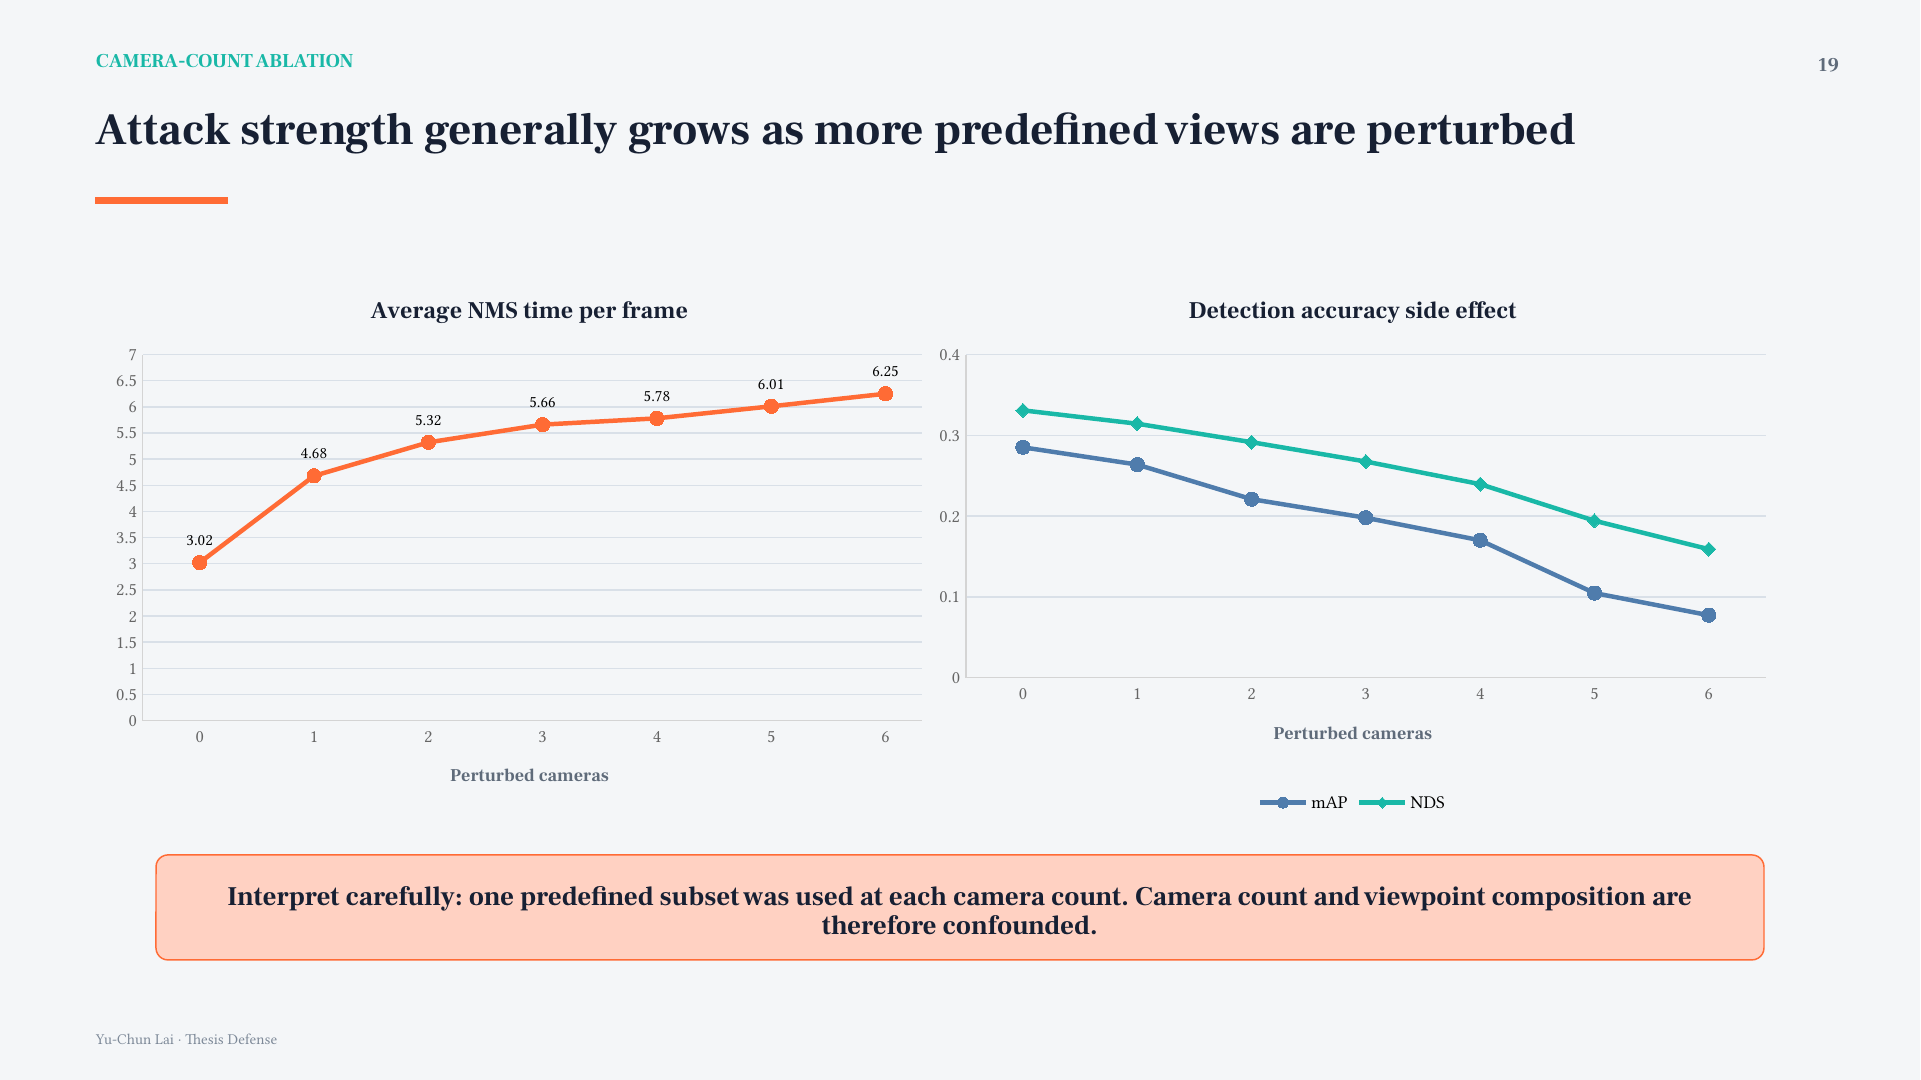 CAMERA-COUNT ABLATION
19
Attack strength generally grows as more predefined views are perturbed
Average NMS time per frame
7
6.5
6
5.5
5
4.5
4
3.5
3
2.5
2
1.5
1
0.5
0
3.02
4.68
5.32
5.66
5.78
6.01
6.25
0 1 2 3 4 5 6
Perturbed cameras
Detection accuracy side effect
0.4
0.3
0.2
0.1
0
0 1 2 3 4 5 6
Perturbed cameras
mAP NDS
Interpret carefully: one predefined subset was used at each camera count. Camera count and viewpoint composition are
therefore confounded.
Yu-Chun Lai · Thesis Defense